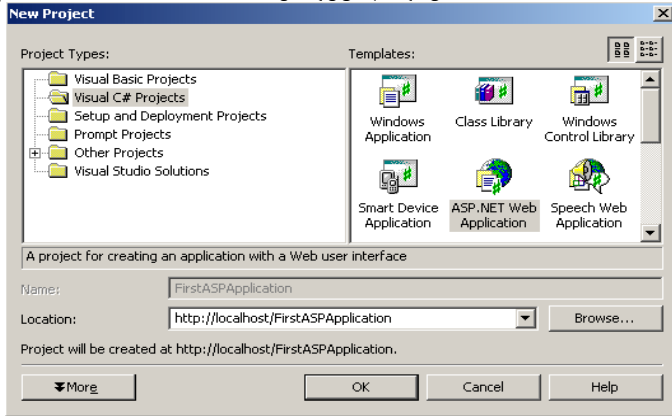 New Project
Project Types:
Templates:
Visual Basic Projects
Visual C# Projects
Setup and Deployment Projects
Prompt Projects
Other Projects
Visual Studio Solutions
Windows
Application
Class Library
Windows
Control Library
Smart Device
Application
ASP.NET Web
Application
Speech Web
Application
A project for creating an application with a Web user interface
Name:
FirstASPApplication
Location:
http://localhost/FirstASPApplication
Browse...
Project will be created at http://localhost/FirstASPApplication.
More
OK
Cancel
Help